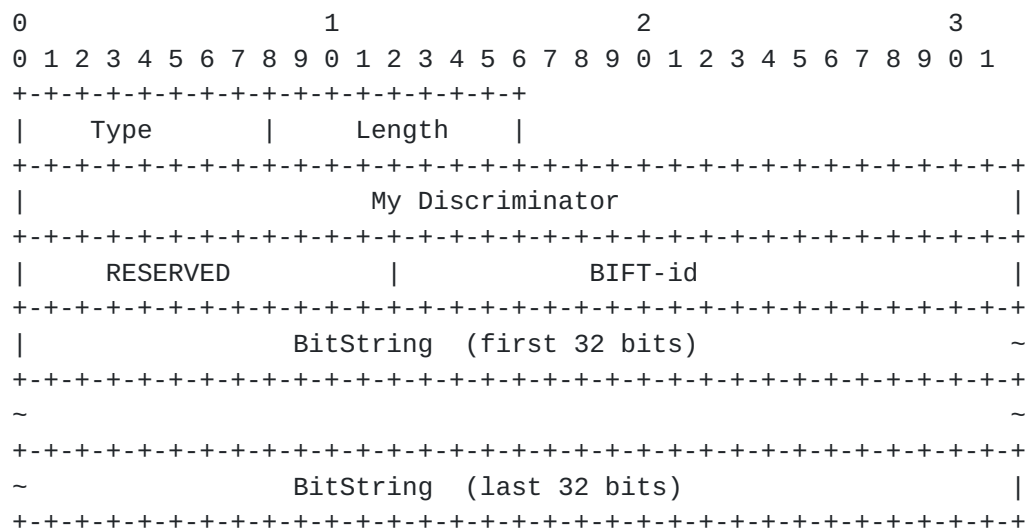 0                   1                   2                   3
0 1 2 3 4 5 6 7 8 9 0 1 2 3 4 5 6 7 8 9 0 1 2 3 4 5 6 7 8 9 0 1
+-+-+-+-+-+-+-+-+-+-+-+-+-+-+-+-+
|    Type       |     Length    |
+-+-+-+-+-+-+-+-+-+-+-+-+-+-+-+-+-+-+-+-+-+-+-+-+-+-+-+-+-+-+-+-+
|                      My Discriminator                         |
+-+-+-+-+-+-+-+-+-+-+-+-+-+-+-+-+-+-+-+-+-+-+-+-+-+-+-+-+-+-+-+-+
|     RESERVED          |            BIFT-id                    |
+-+-+-+-+-+-+-+-+-+-+-+-+-+-+-+-+-+-+-+-+-+-+-+-+-+-+-+-+-+-+-+-+
|                 BitString  (first 32 bits)                    ~
+-+-+-+-+-+-+-+-+-+-+-+-+-+-+-+-+-+-+-+-+-+-+-+-+-+-+-+-+-+-+-+-+
~                                                               ~
+-+-+-+-+-+-+-+-+-+-+-+-+-+-+-+-+-+-+-+-+-+-+-+-+-+-+-+-+-+-+-+-+
~                 BitString  (last 32 bits)                     |
+-+-+-+-+-+-+-+-+-+-+-+-+-+-+-+-+-+-+-+-+-+-+-+-+-+-+-+-+-+-+-+-+